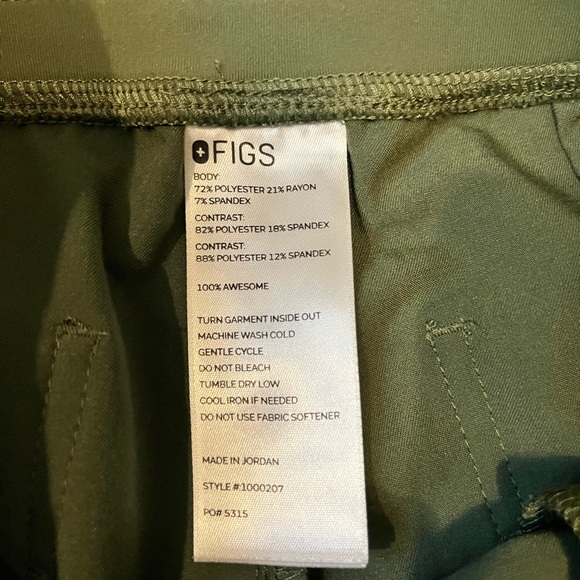 FIGS
BODY:
72% POLYESTER 21% RAYON
7% SPANDEX
CONTRAST:
82% POLYESTER 18% SPANDEX
CONTRAST:
88% POLYESTER 12% SPANDEX
100% AWESOME
TURN GARMENT INSIDE OUT
MACHINE WASH COLD
GENTLE CYCLE
DO NOT BLEACH
TUMBLE DRY LOW
COOL IRON IF NEEDED
DO NOT USE FABRIC SOFTENER
MADE IN JORDAN
STYLE #:1000207
PO# 5315